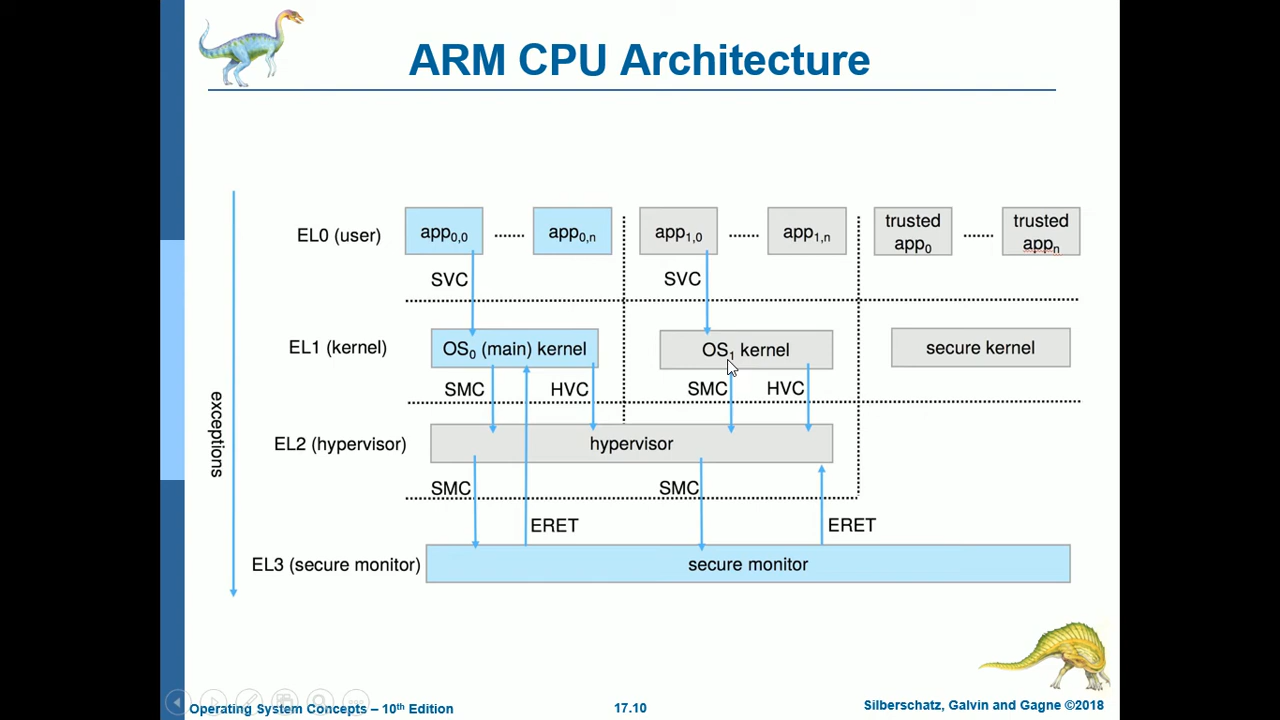 ARM CPU Architecture
EL0 (user)
app0,0
.......
app0,n
app1,0
.......
app1,n
trusted
app0
.......
trusted
appn
SVC
SVC
EL1 (kernel)
OS0 (main) kernel
OS1 kernel
secure kernel
SMC
HVC
SMC
HVC
exceptions
EL2 (hypervisor)
hypervisor
SMC
SMC
ERET
ERET
EL3 (secure monitor)
secure monitor
Operating System Concepts – 10th Edition
17.10
Silberschatz, Galvin and Gagne ©2018